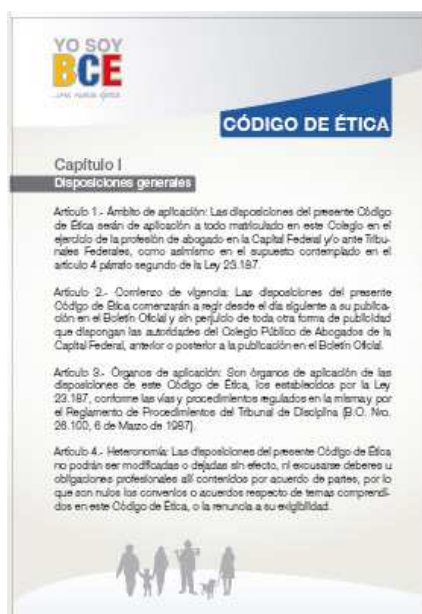 YO SOY
BCE
...una nueva época
CÓDIGO DE ÉTICA
Capítulo I
Disposiciones generales
Artículo 1.- Ámbito de aplicación: Las disposiciones del presente Código
de Ética serán de aplicación a todo matriculado en este Colegio en el
ejercicio de la profesión de abogado en la Capital Federal y/o ante Tribu-
nales Federales, como asimismo en el supuesto contemplado en el
artículo 4 párrafo segundo de la Ley 23.187.
Artículo 2.- Comienzo de vigencia: Las disposiciones del presente
Código de Ética comenzarán a regir desde el día siguiente a su publica-
ción en el Boletín Oficial y sin perjuicio de toda otra forma de publicidad
que dispongan las autoridades del Colegio Público de Abogados de la
Capital Federal, anterior o posterior a la publicación en el Boletín Oficial.
Artículo 3.- Órganos de aplicación: Son órganos de aplicación de las
disposiciones de este Código de Ética, los establecidos por la Ley
23.187, conforme las vías y procedimientos regulados en la misma y por
el Reglamento de Procedimientos del Tribunal de Disciplina (B.O. Nro.
26.100, 6 de Marzo de 1987).
Artículo 4.- Heteronomía: Las disposiciones del presente Código de Ética
no podrán ser modificadas o dejadas sin efecto, ni excusarse deberes u
obligaciones profesionales allí contenidos por acuerdo de partes, por lo
que son nulos los convenios o acuerdos respecto de temas comprendi-
dos en este Código de Ética, o la renuncia a su exigibilidad.